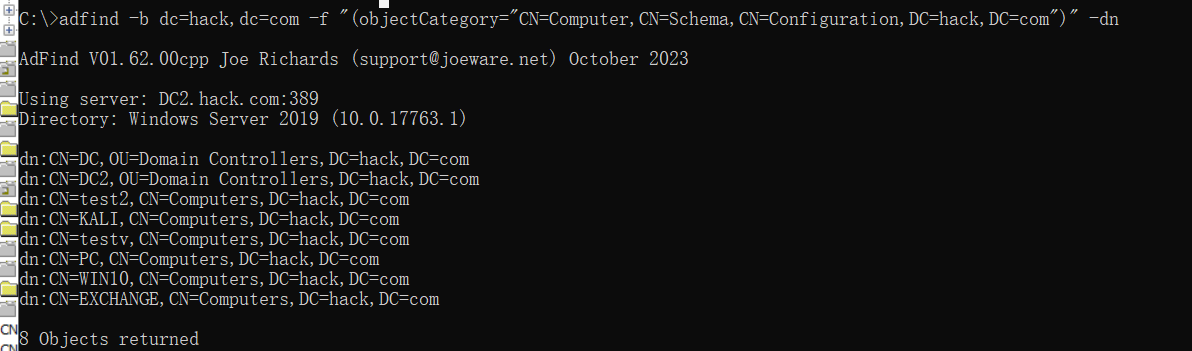 C:\>adfind -b dc=hack,dc=com -f "(objectCategory="CN=Computer,CN=Schema,CN=Configuration,DC=hack,DC=com")" -dn
AdFind V01.62.00cpp Joe Richards (support@joeware.net) October 2023
Using server: DC2.hack.com:389
Directory: Windows Server 2019 (10.0.17763.1)
dn:CN=DC,OU=Domain Controllers,DC=hack,DC=com
dn:CN=DC2,OU=Domain Controllers,DC=hack,DC=com
dn:CN=test2,CN=Computers,DC=hack,DC=com
dn:CN=KALI,CN=Computers,DC=hack,DC=com
dn:CN=testv,CN=Computers,DC=hack,DC=com
dn:CN=PC,CN=Computers,DC=hack,DC=com
dn:CN=WIN10,CN=Computers,DC=hack,DC=com
dn:CN=EXCHANGE,CN=Computers,DC=hack,DC=com
8 Objects returned
CN
CN